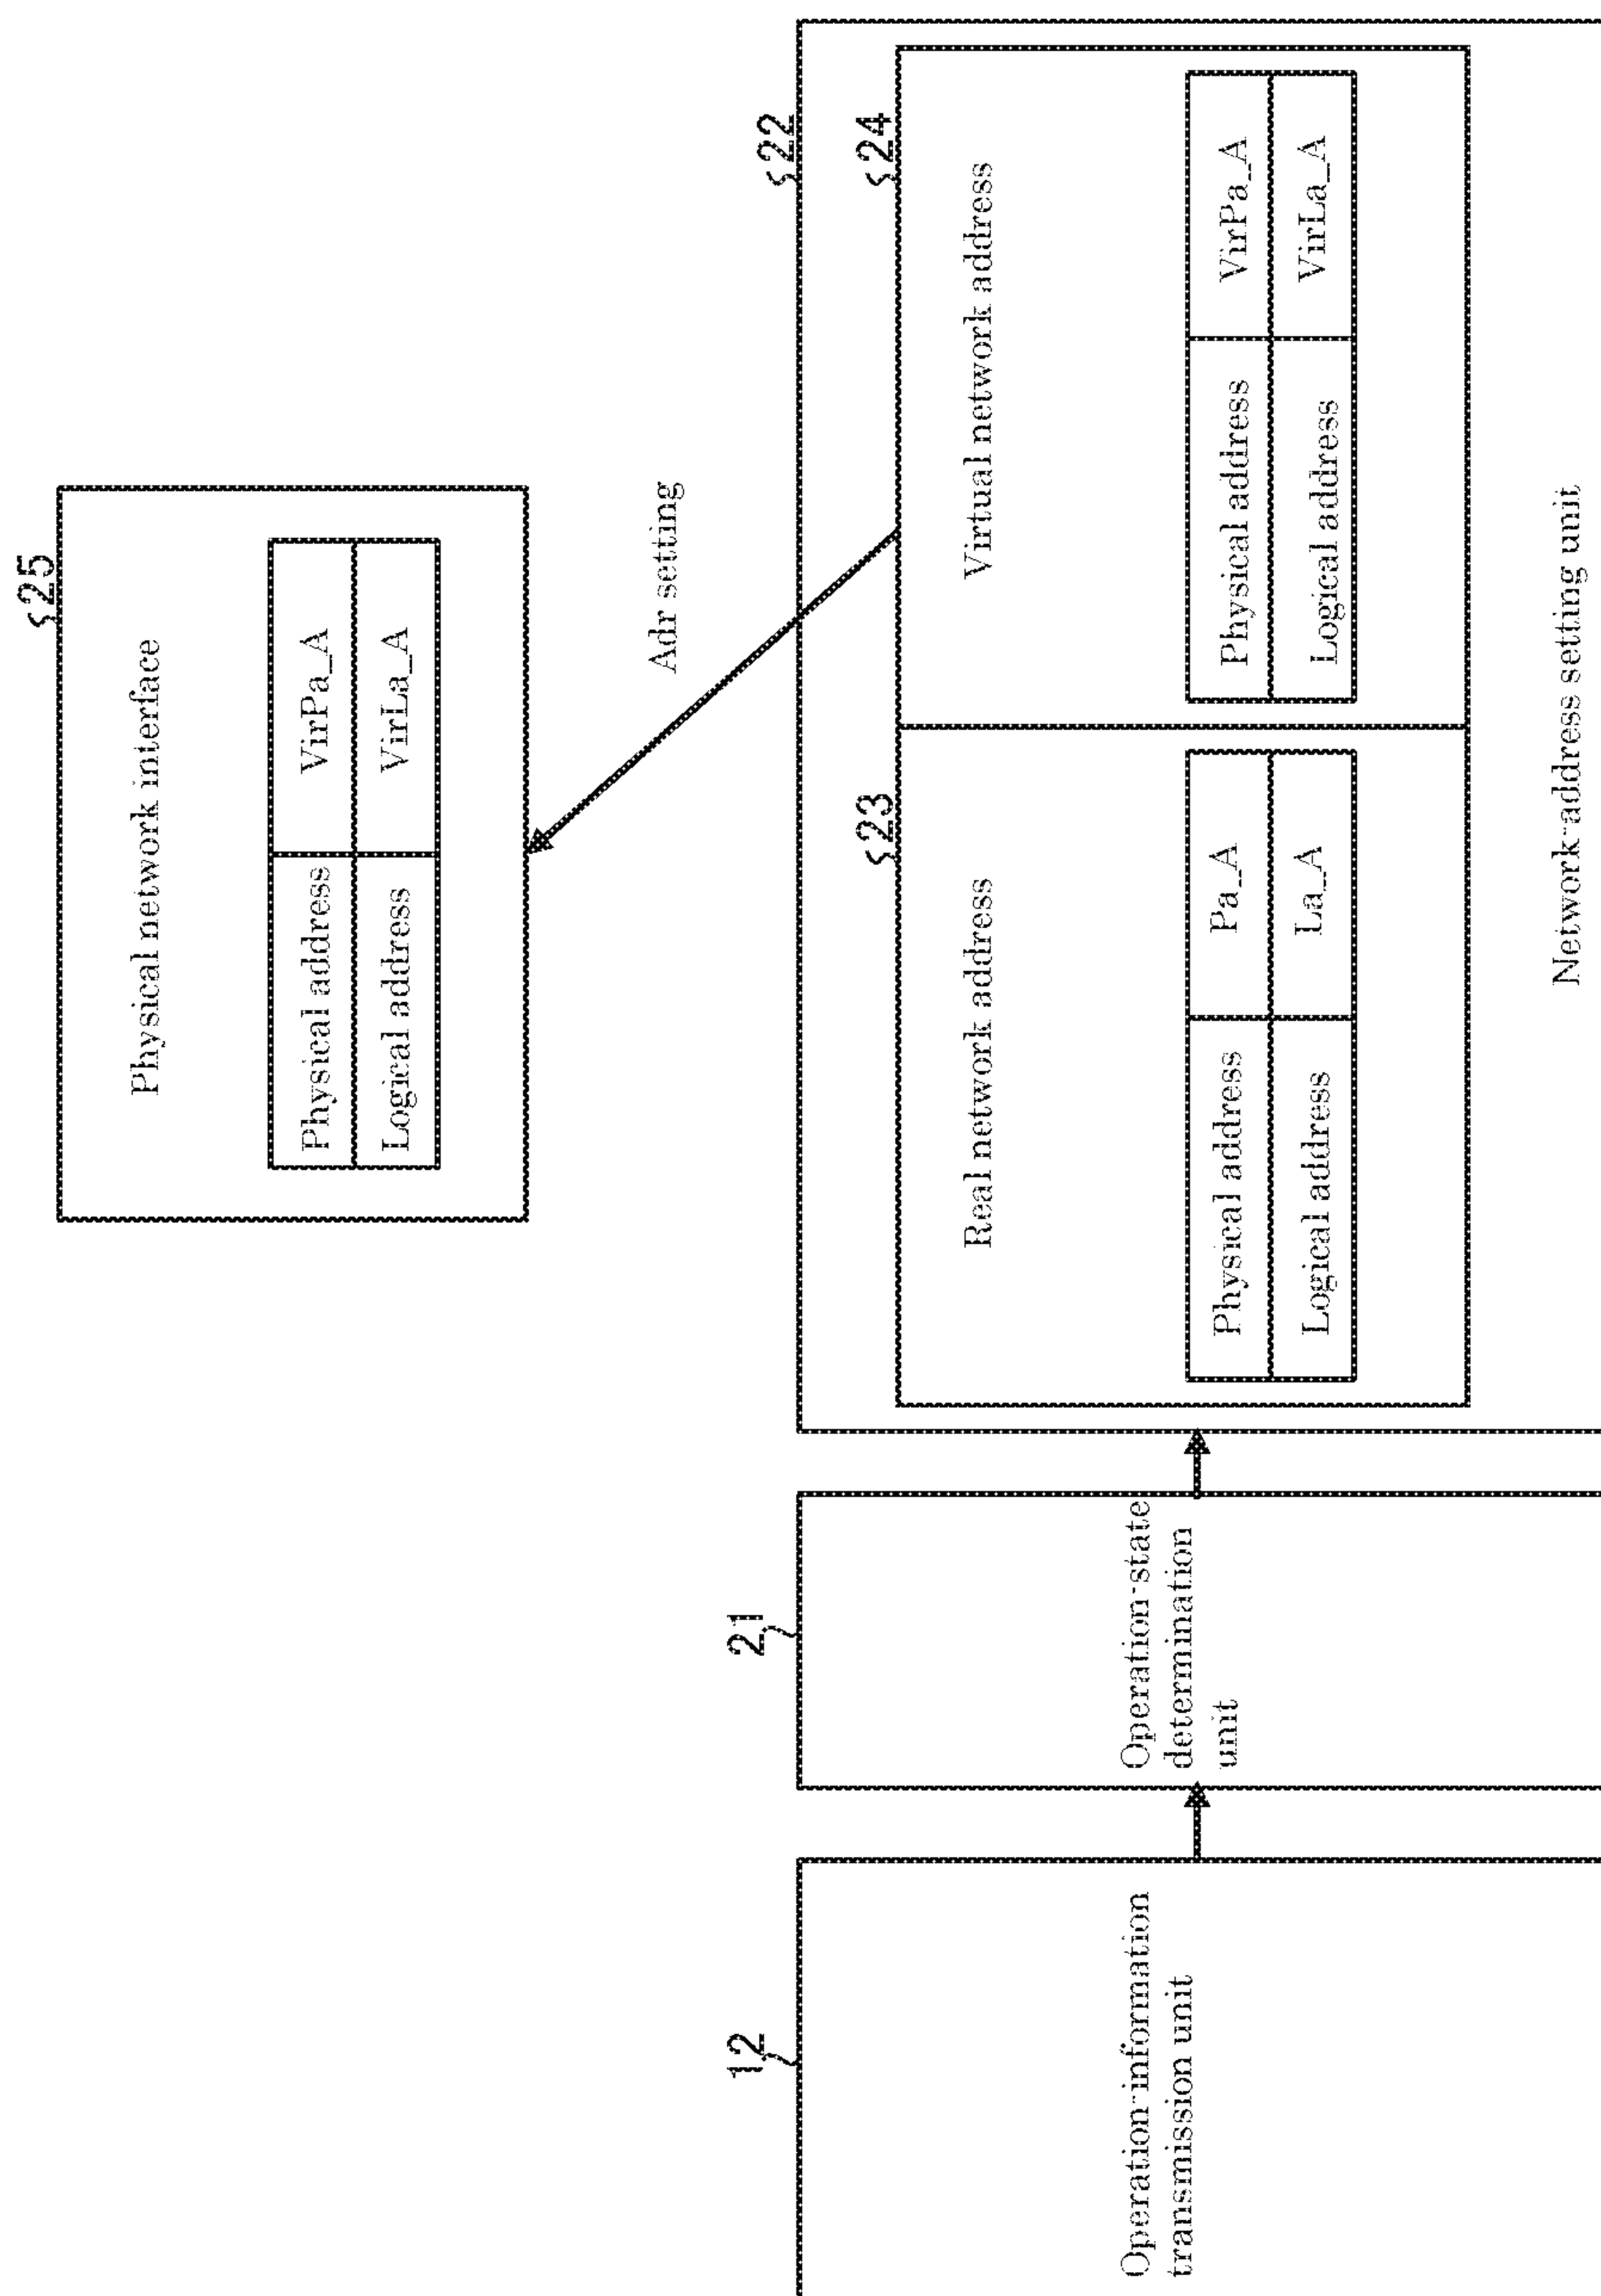 25
Physical network interface
Physical address VirPa_A
Logical address VirLa_A
Adr setting
12
Operation-information
transmission unit
21
Operation-state
determination
unit
22
23
Real network address
Physical address Pa_A
Logical address La_A
24
Virtual network address
Physical address VirPa_A
Logical address VirLa_A
Network-address setting unit